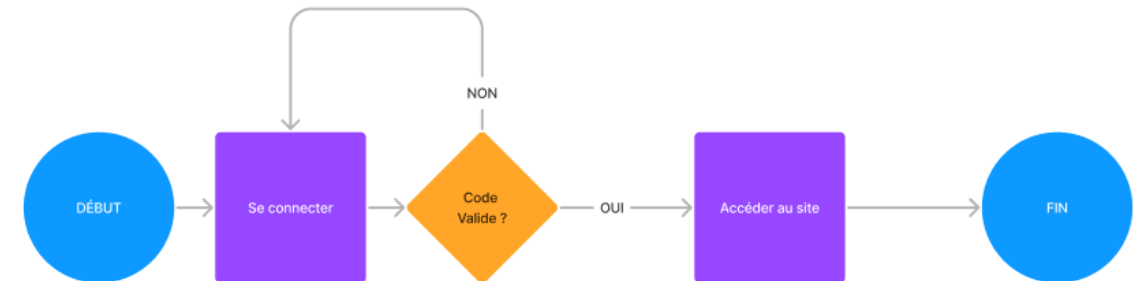 NON
DÉBUT
Se connecter
Code
Valide ?
OUI
Accéder au site
FIN